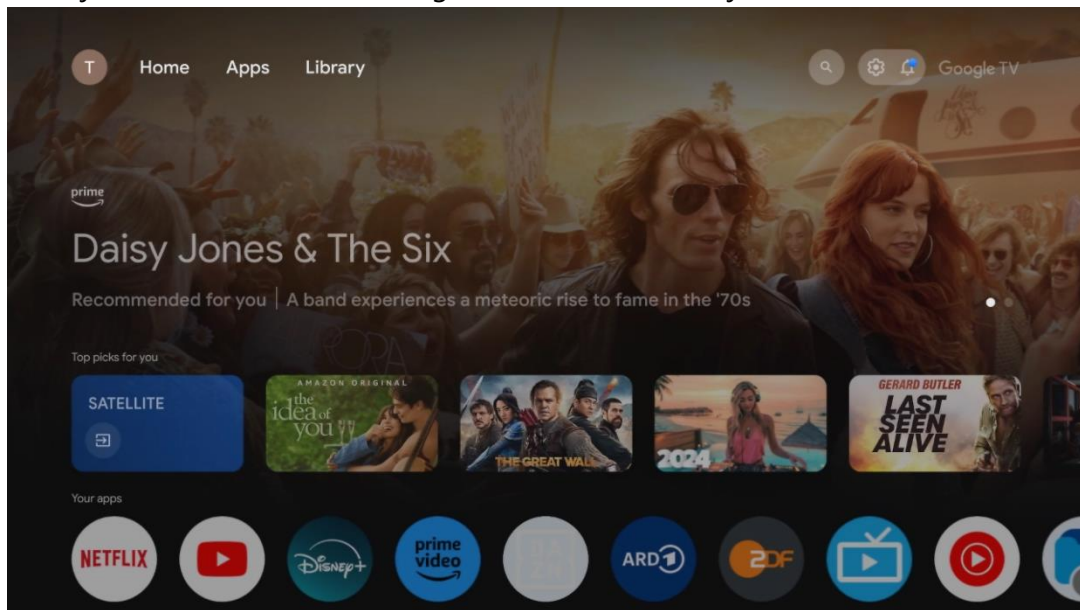 T Home Apps Library Google TV
prime
Daisy Jones & The Six
Recommended for you | A band experiences a meteoric rise to fame in the '70s
Top picks for you
SATELLITE
AMAZON ORIGINAL
the
idea of
you
THE GREAT WALL
2024
GERARD BUTLER
LAST
SEEN
ALIVE
Your apps
NETFLIX
Disney+
prime
video
ARD 1
ZDF